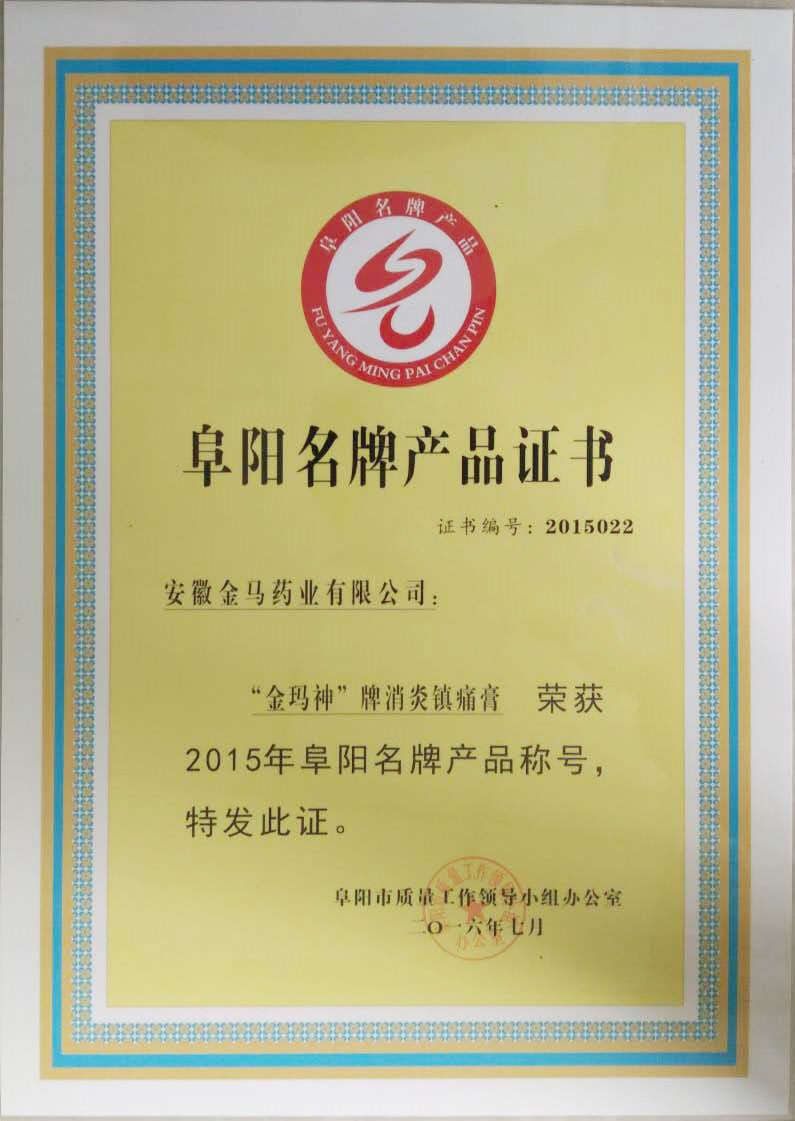 阜阳名牌产品
FU YANG MING PAI CHAN PIN
阜阳名牌产品证书
证书编号：2015022
安徽金马药业有限公司：
“金玛神”牌消炎镇痛膏 荣获
2015年阜阳名牌产品称号，
特发此证。
阜阳市质量工作领导小组办公室
二〇一六年七月
办公室